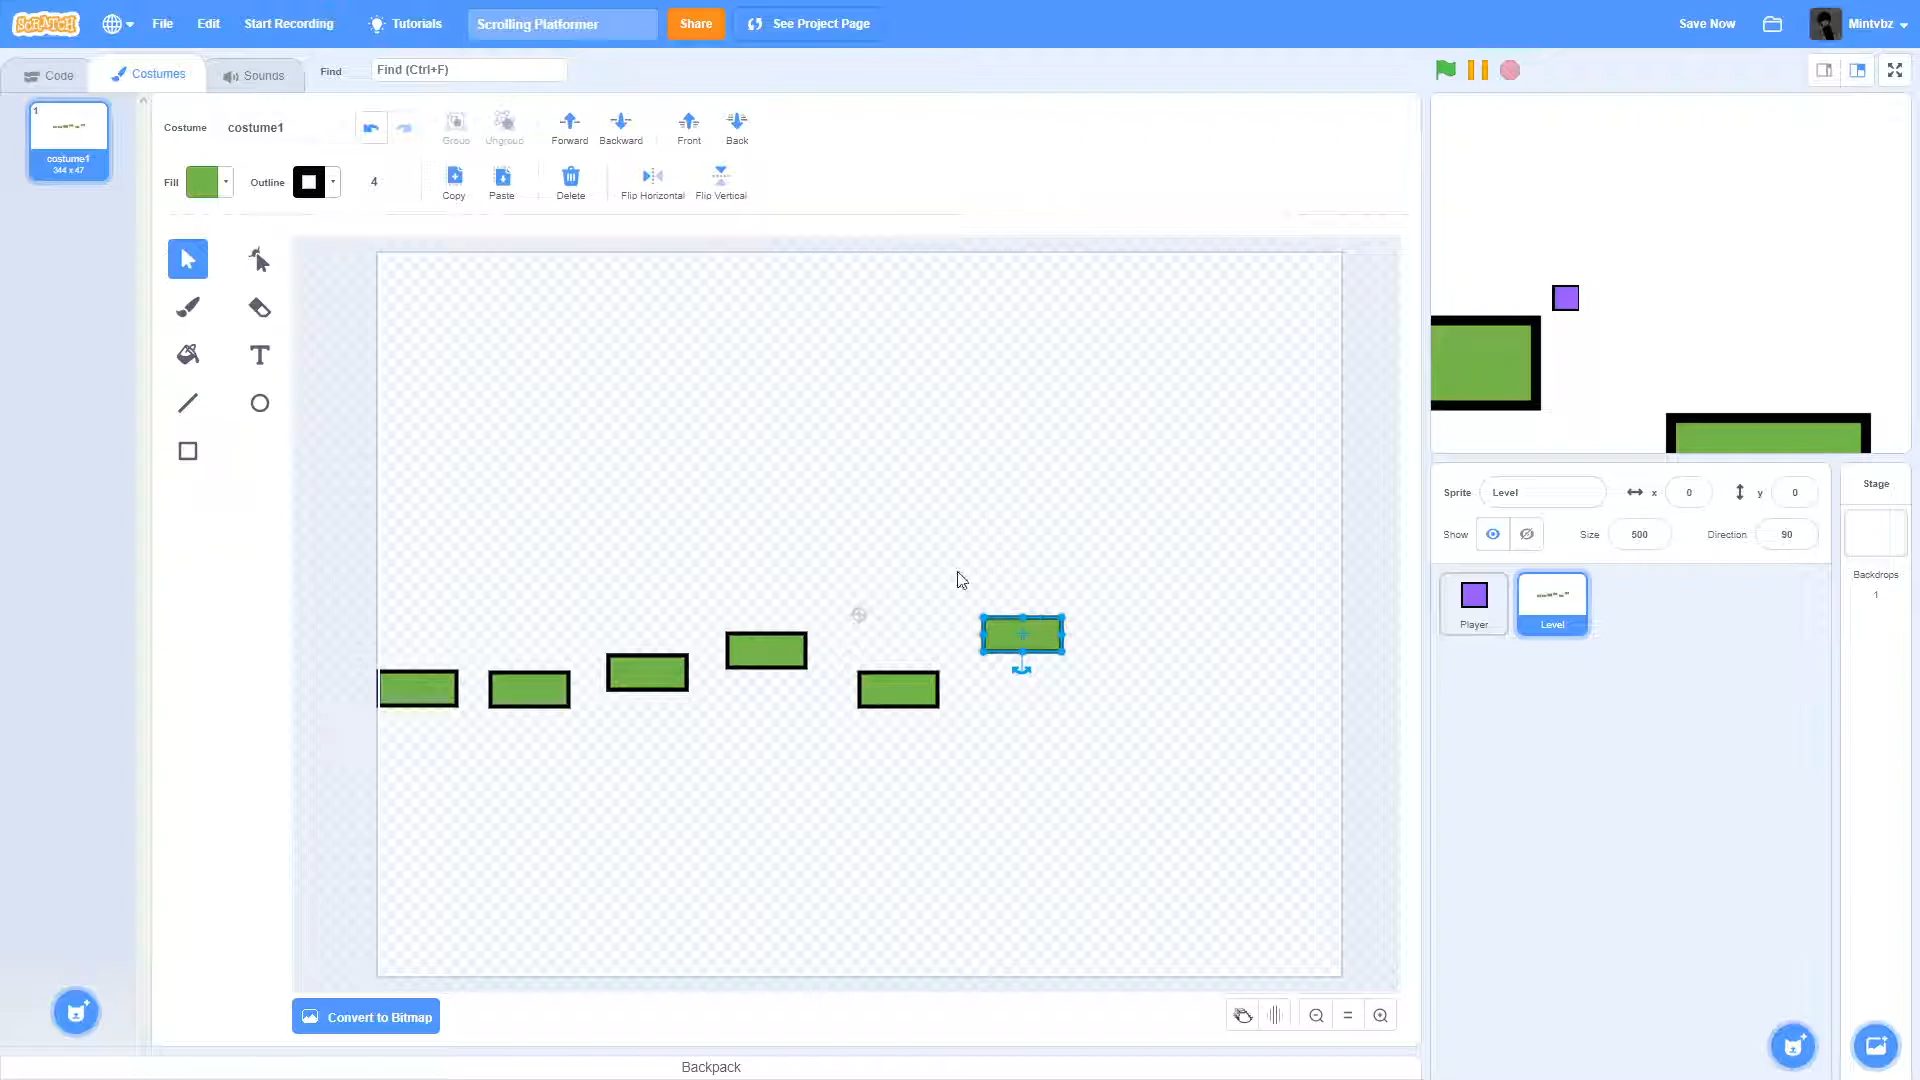 SCRATCH
File
Edit
Start Recording
Tutorials
Scrolling Platformer
Share
See Project Page
Save Now
Mintvbz
Code
Costumes
Sounds
Find
Find (Ctrl+F)
1
costume1
344 x 47
Costume
costume1
Group
Ungroup
Forward
Backward
Front
Back
Fill
Outline
4
Copy
Paste
Delete
Flip Horizontal
Flip Vertical
Convert to Bitmap
Backpack
Sprite
Level
x
0
y
0
Show
Size
500
Direction
90
Player
Level
Stage
Backdrops
1